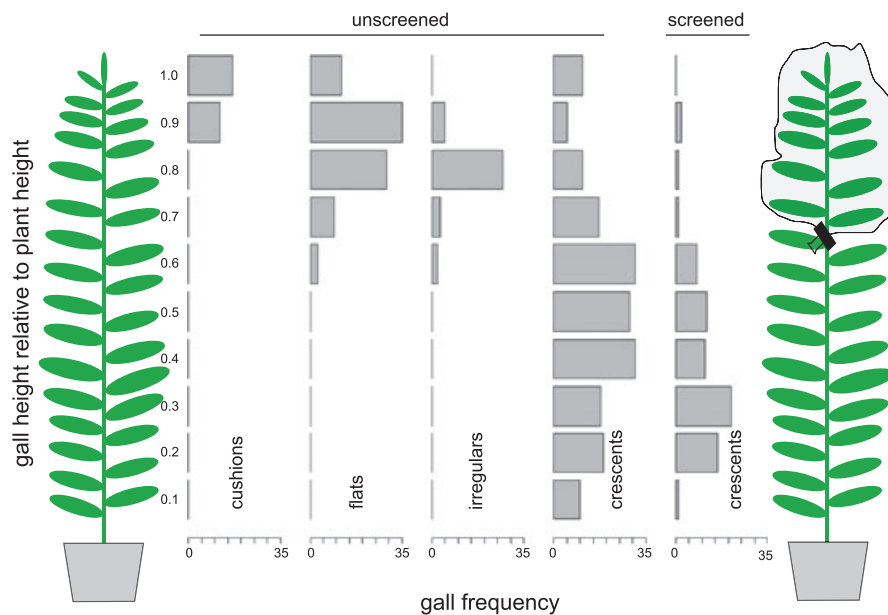 unscreened
screened
gall height relative to plant height
1.0
0.9
0.8
0.7
0.6
0.5
0.4
0.3
0.2
0.1
cushions
flats
irregulars
crescents
crescents
0 35
0 35
0 35
0 35
0 35
gall frequency